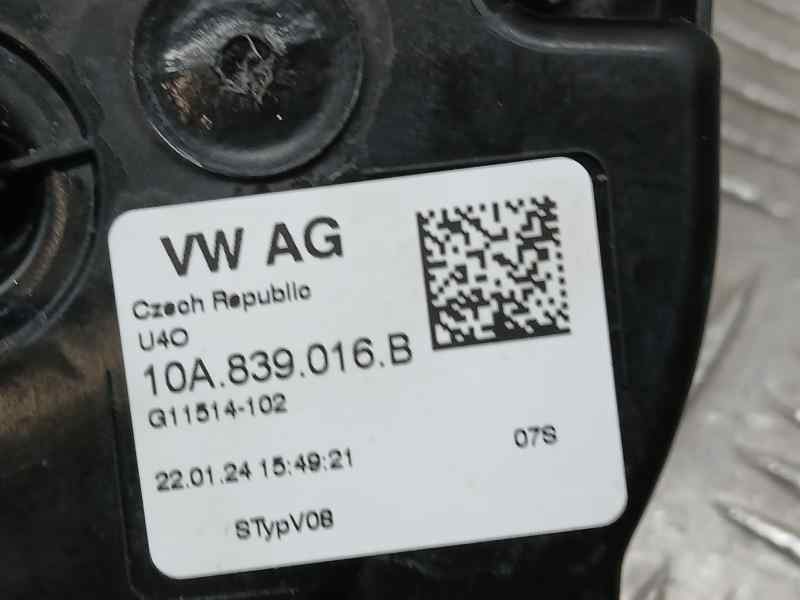 VW AG
Czech Republic
U4O
10A.839.016.B
G11514-102
22.01.24 15:49:21
07S
STypV08